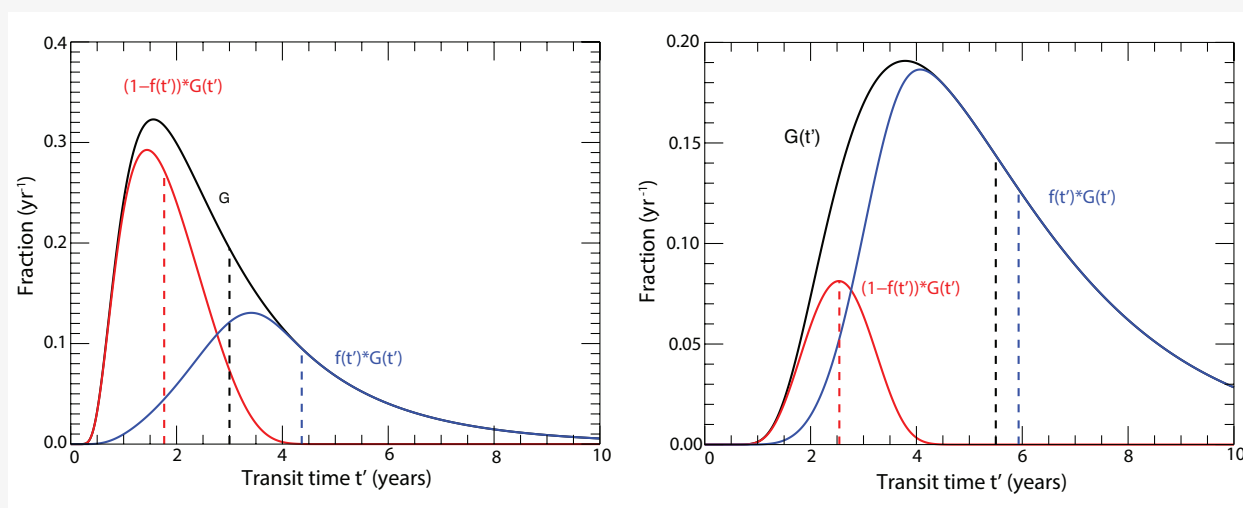 0.4
0.3
0.2
0.1
0.0
Fraction (yr⁻¹)
(1−f(t'))*G(t')
G
f(t')*G(t')
0 2 4 6 8 10
Transit time t' (years)
0.20
0.15
0.10
0.05
0.00
Fraction (yr⁻¹)
G(t')
f(t')*G(t')
(1−f(t'))*G(t')
0 2 4 6 8 10
Transit time t' (years)